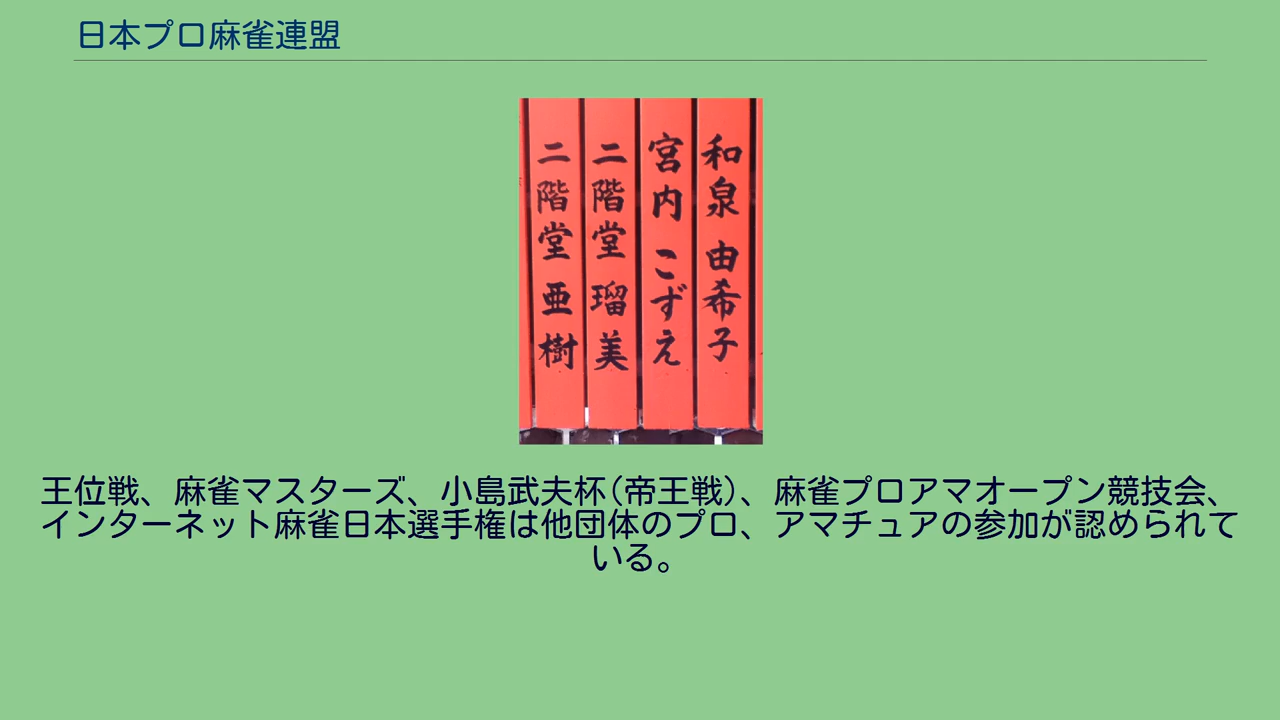 日本プロ麻雀連盟
和泉 由希子
宮内 こずえ
二階堂 瑠美
二階堂 亜樹
王位戦、麻雀マスターズ、小島武夫杯(帝王戦)、麻雀プロアマオープン競技会、
インターネット麻雀日本選手権は他団体のプロ、アマチュアの参加が認められて
いる。